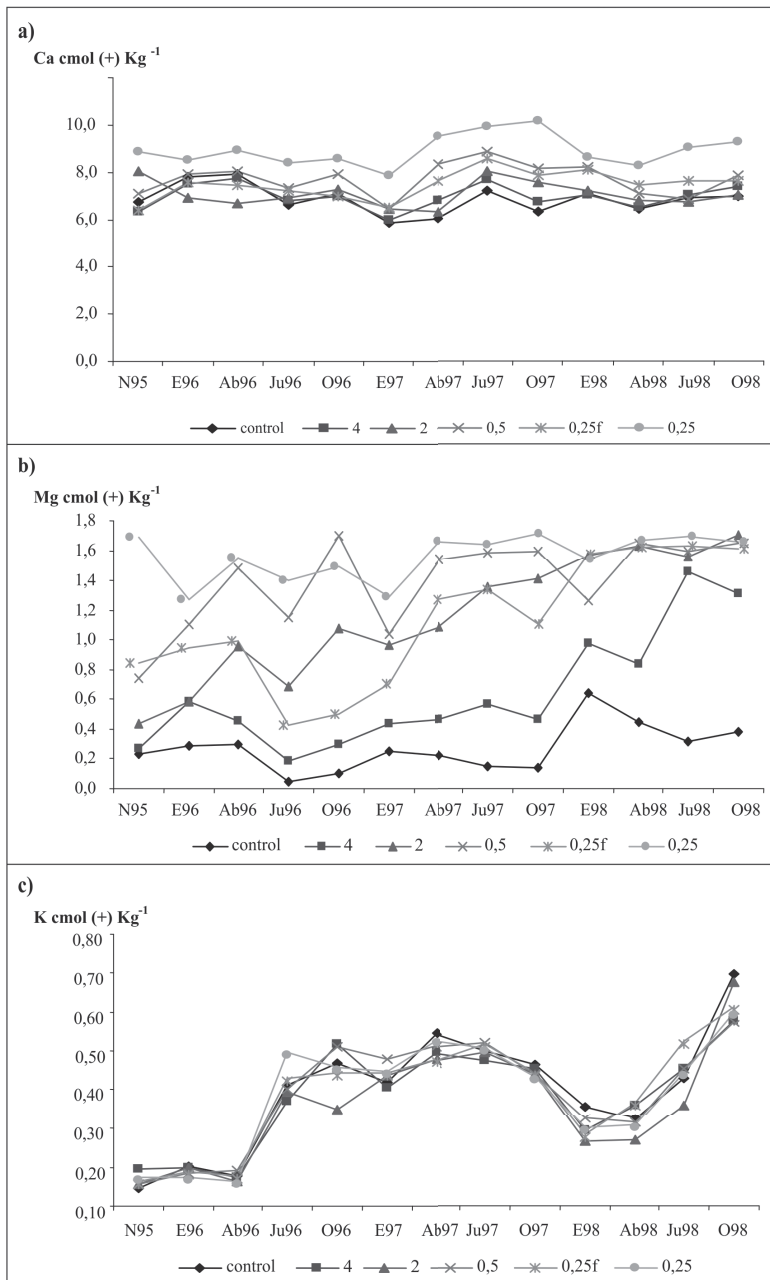 a)
Ca cmol (+) Kg -1
10,0
8,0
6,0
4,0
2,0
0,0
N95 E96 Ab96 Ju96 O96 E97 Ab97 Ju97 O97 E98 Ab98 Ju98 O98
control 4 2 0,5 0,25f 0,25
b)
Mg cmol (+) Kg-1
1,8
1,6
1,4
1,2
1,0
0,8
0,6
0,4
0,2
0,0
N95 E96 Ab96 Ju96 O96 E97 Ab97 Ju97 O97 E98 Ab98 Ju98 O98
control 4 2 0,5 0,25f 0,25
c)
K cmol (+) Kg-1
0,80
0,70
0,60
0,50
0,40
0,30
0,20
0,10
N95 E96 Ab96 Ju96 O96 E97 Ab97 Ju97 O97 E98 Ab98 Ju98 O98
control 4 2 0,5 0,25f 0,25